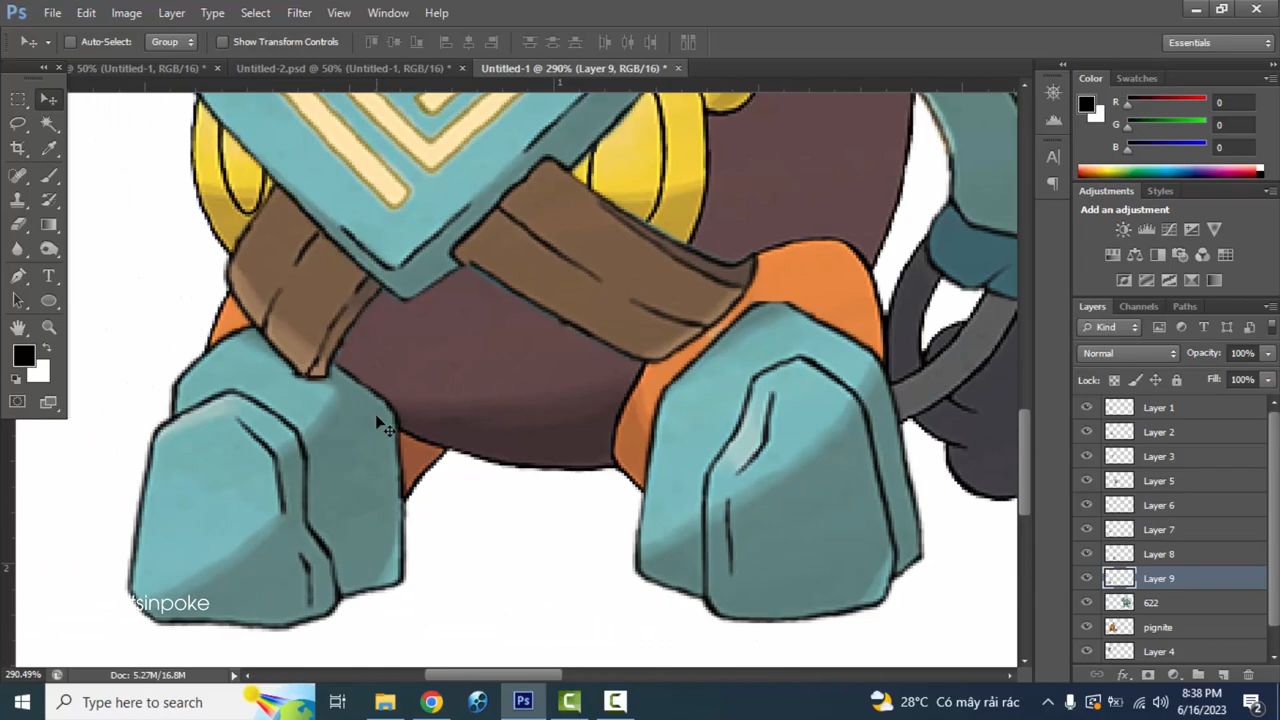 Ps File Edit Image Layer Type Select Filter View Window Help
Auto-Select: Group Show Transform Controls Essentials
@ 50% (Untitled-1, RGB/16) * × Untitled-2.psd @ 50% (Untitled-1, RGB/16) * × Untitled-1 @ 290% (Layer 9, RGB/16) * ×
1
Color Swatches
R 0
G 0
B 0
Adjustments Styles
Add an adjustment
Layers Channels Paths
Kind
Normal Opacity: 100%
Lock: Fill: 100%
Layer 1
Layer 2
Layer 3
Layer 5
Layer 6
Layer 7
Layer 8
Layer 9
622
pignite
Layer 4
2
tsinpoke
290.49% Doc: 5.27M/16.8M
Type here to search
Ps
28°C Có mây rải rác
8:38 PM
6/16/2023
2